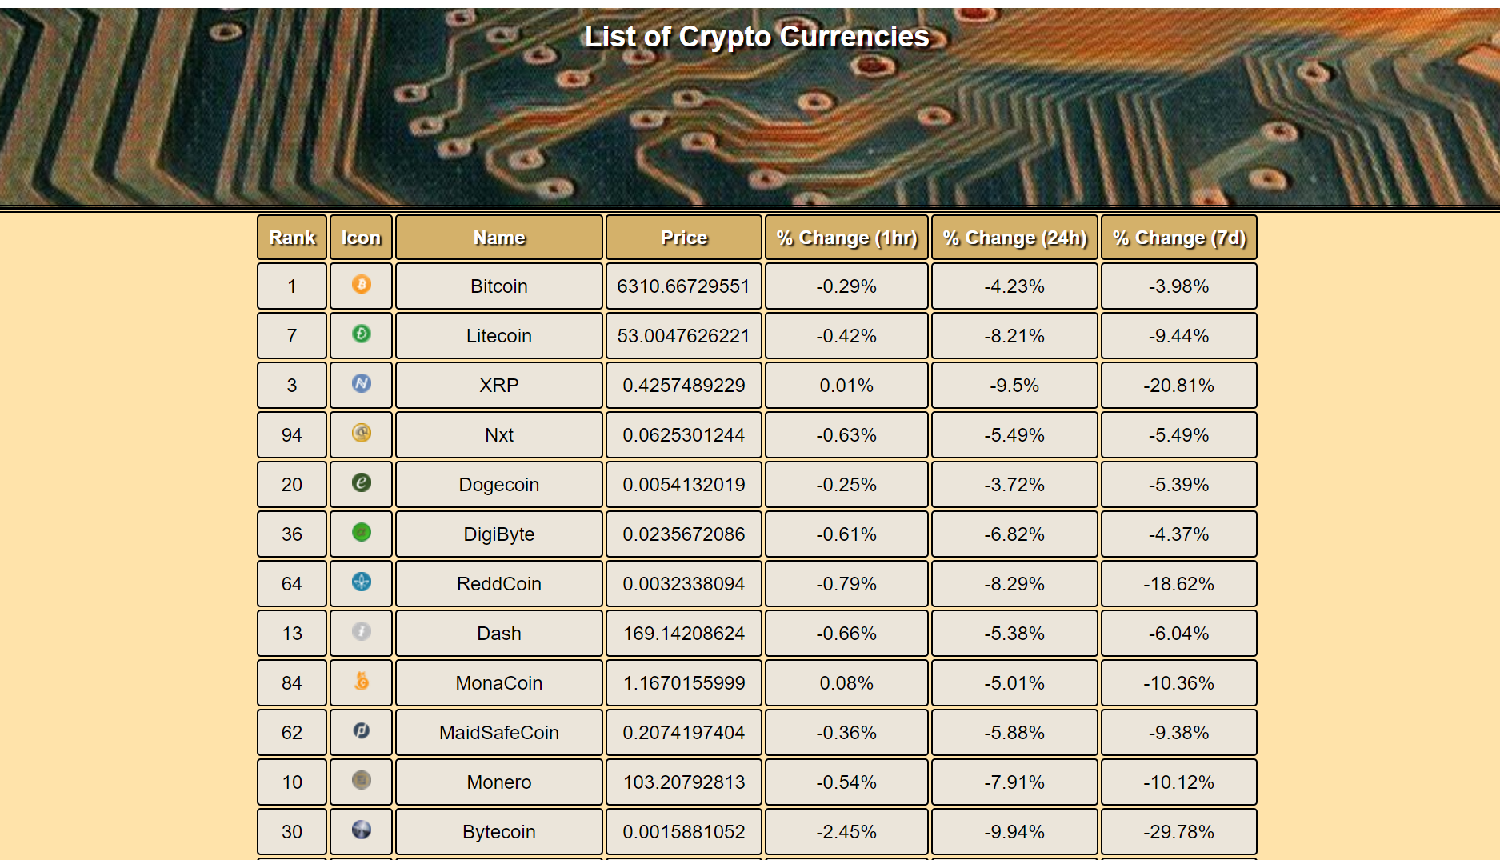 List of Crypto Currencies
Rank Icon Name Price % Change (1hr) % Change (24h) % Change (7d)
1 Bitcoin 6310.66729551 -0.29% -4.23% -3.98%
7 Litecoin 53.0047626221 -0.42% -8.21% -9.44%
3 XRP 0.4257489229 0.01% -9.5% -20.81%
94 Nxt 0.0625301244 -0.63% -5.49% -5.49%
20 Dogecoin 0.0054132019 -0.25% -3.72% -5.39%
36 DigiByte 0.0235672086 -0.61% -6.82% -4.37%
64 ReddCoin 0.0032338094 -0.79% -8.29% -18.62%
13 Dash 169.14208624 -0.66% -5.38% -6.04%
84 MonaCoin 1.1670155999 0.08% -5.01% -10.36%
62 MaidSafeCoin 0.2074197404 -0.36% -5.88% -9.38%
10 Monero 103.20792813 -0.54% -7.91% -10.12%
30 Bytecoin 0.0015881052 -2.45% -9.94% -29.78%